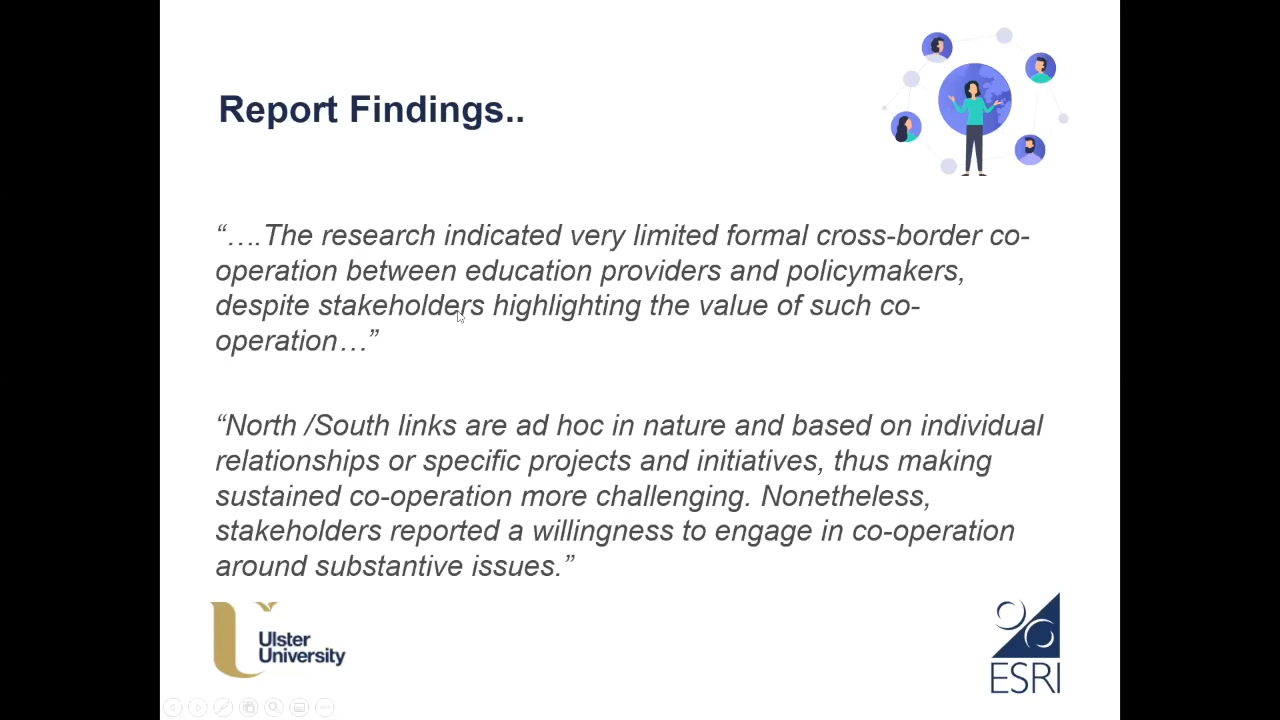 Report Findings..
“….The research indicated very limited formal cross-border co-
operation between education providers and policymakers,
despite stakeholders highlighting the value of such co-
operation…”
“North /South links are ad hoc in nature and based on individual
relationships or specific projects and initiatives, thus making
sustained co-operation more challenging. Nonetheless,
stakeholders reported a willingness to engage in co-operation
around substantive issues.”
Ulster
University
ESRI